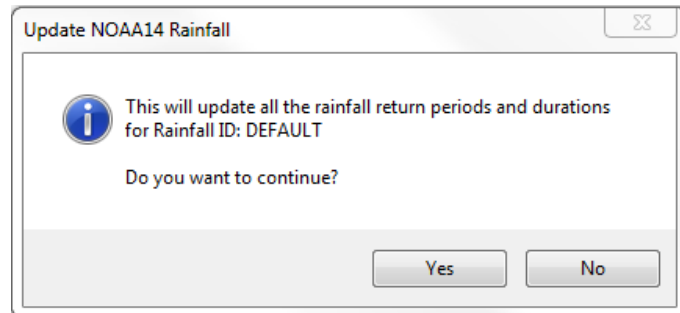 Update NOAA14 Rainfall
This will update all the rainfall return periods and durations
for Rainfall ID: DEFAULT
Do you want to continue?
Yes
No